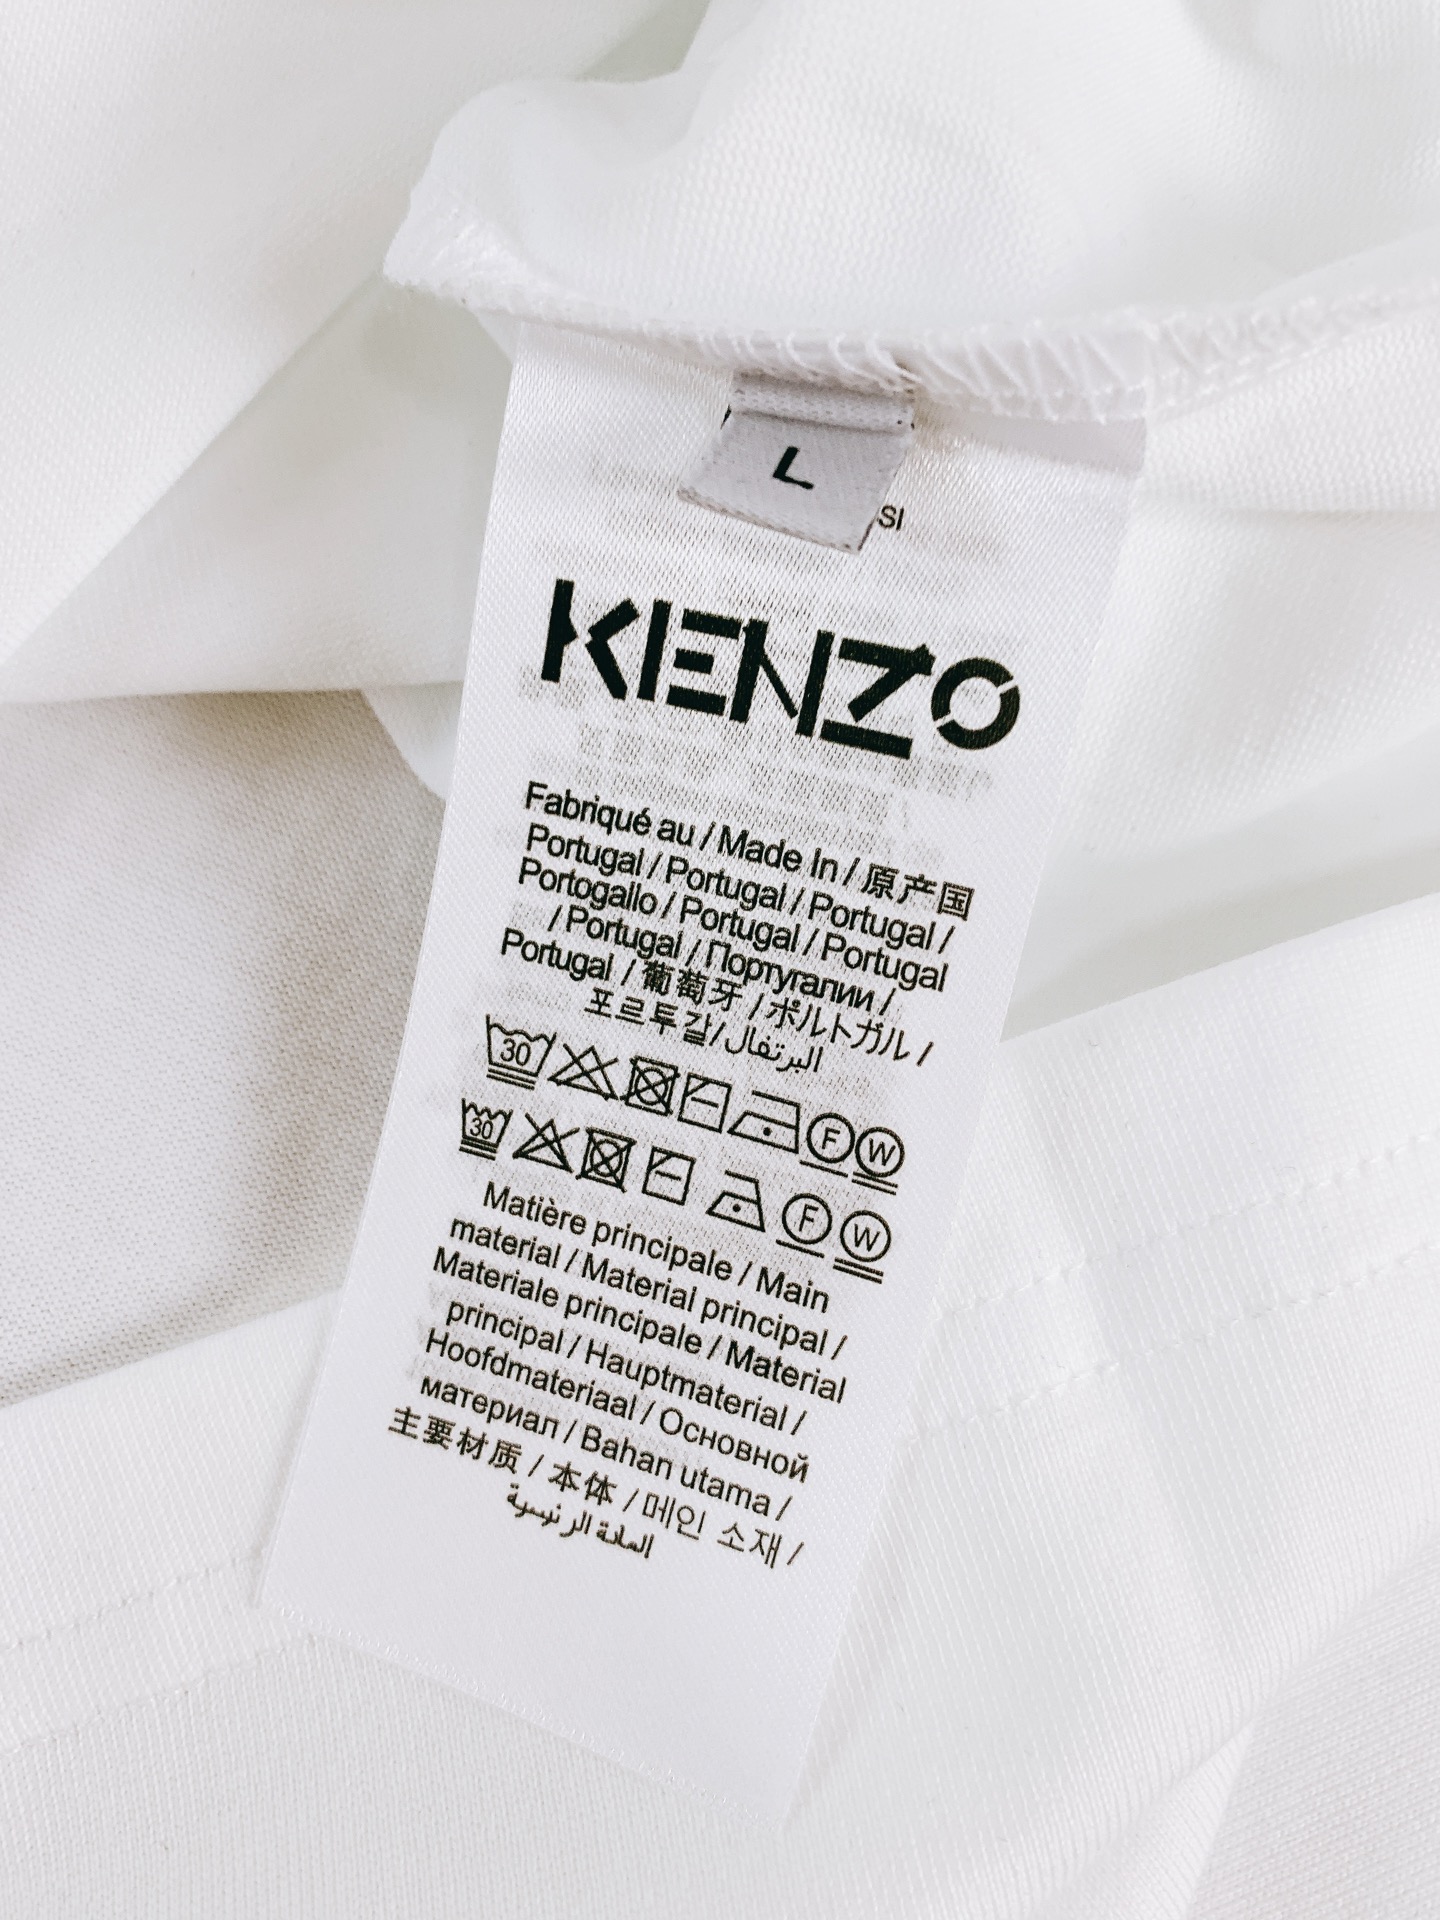 L
SI
KENZO
Fabriqué au / Made In / 原产国
Portugal / Portugal / Portugal /
Portogallo / Portugal / Portugal
/ Portugal / Португалии /
Portugal / 葡萄牙 / ポルトガル /
포르투갈/البرتغال
30 F W
30 F W
Matière principale / Main
material / Material principal /
Materiale principale / Material
principal / Hauptmaterial /
Hoofdmateriaal / Основной
материал / Bahan utama /
主要材质 / 本体 / 메인 소재 /
المادة الرئيسية